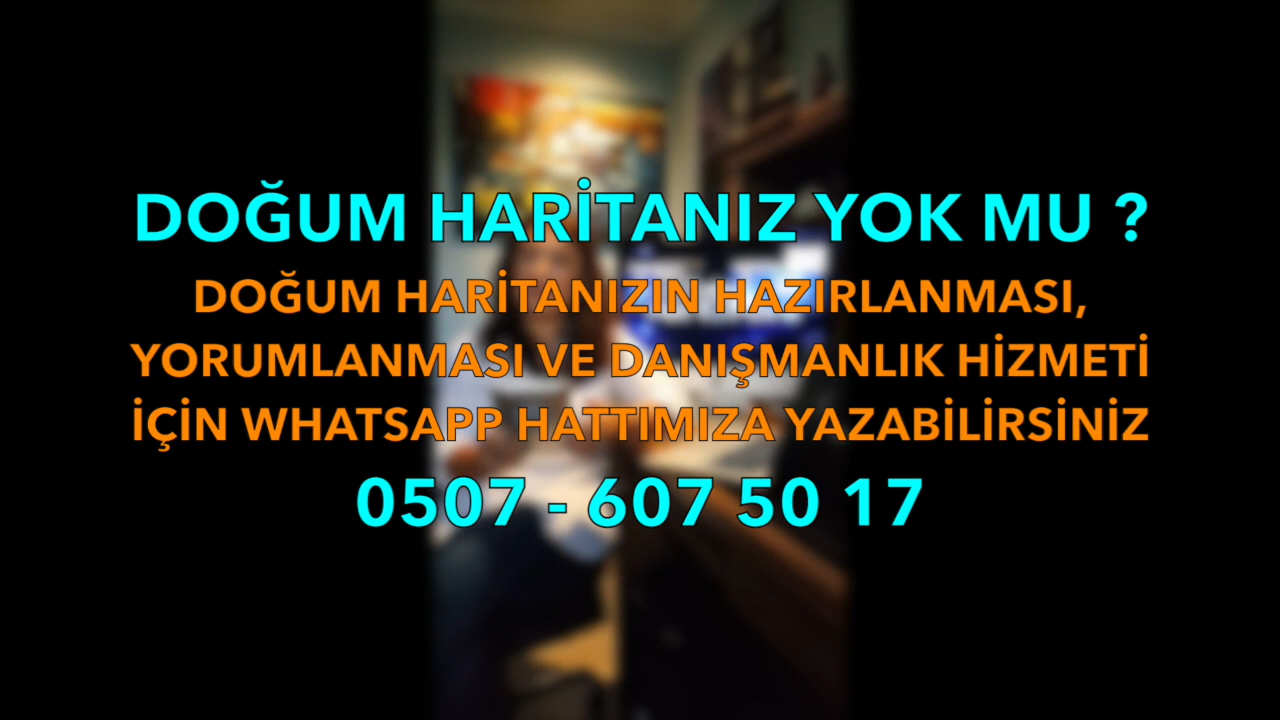 DOĞUM HARİTANIZ YOK MU ?
DOĞUM HARİTANIZIN HAZIRLANMASI,
YORUMLANMASI VE DANIŞMANLIK HİZMETİ
İÇİN WHATSAPP HATTIMIZA YAZABİLİRSİNİZ
0507 - 607 50 17